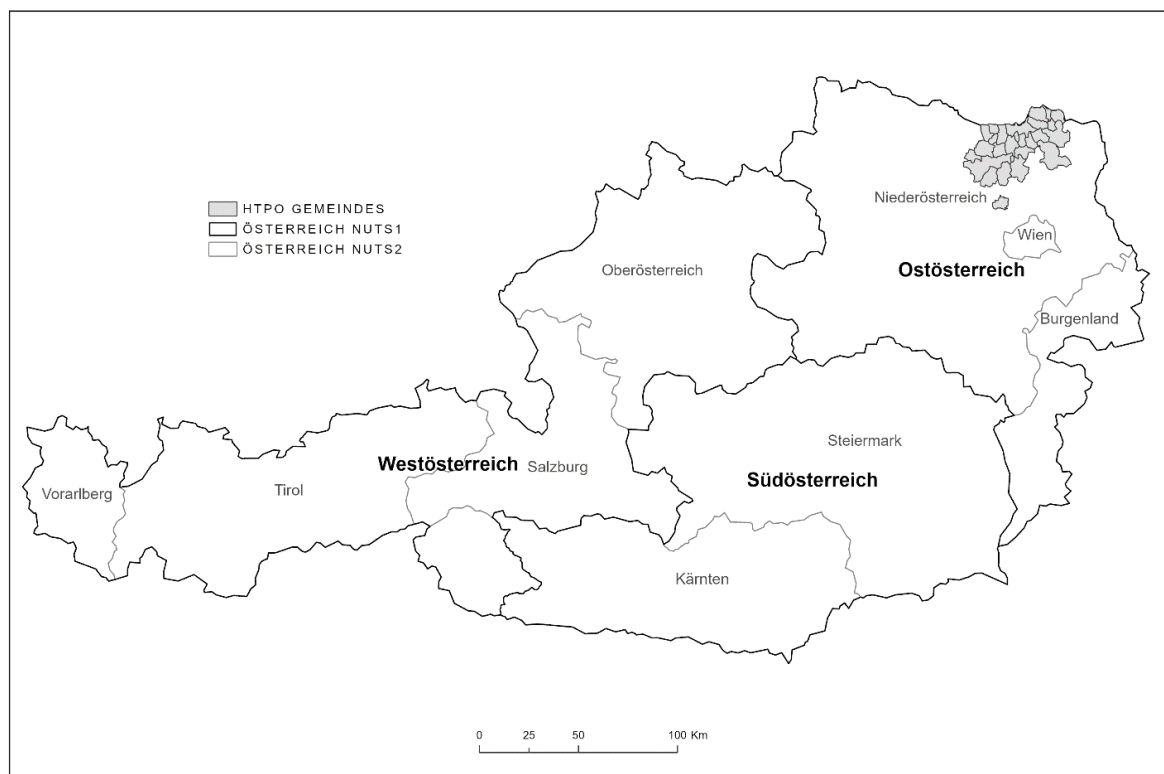 HTPO GEMEINDES
ÖSTERREICH NUTS1
ÖSTERREICH NUTS2
Niederösterreich
Wien
Oberösterreich
Ostösterreich
Burgenland
Steiermark
Westösterreich
Salzburg
Südösterreich
Vorarlberg
Tirol
Kärnten
0 25 50 100 Km